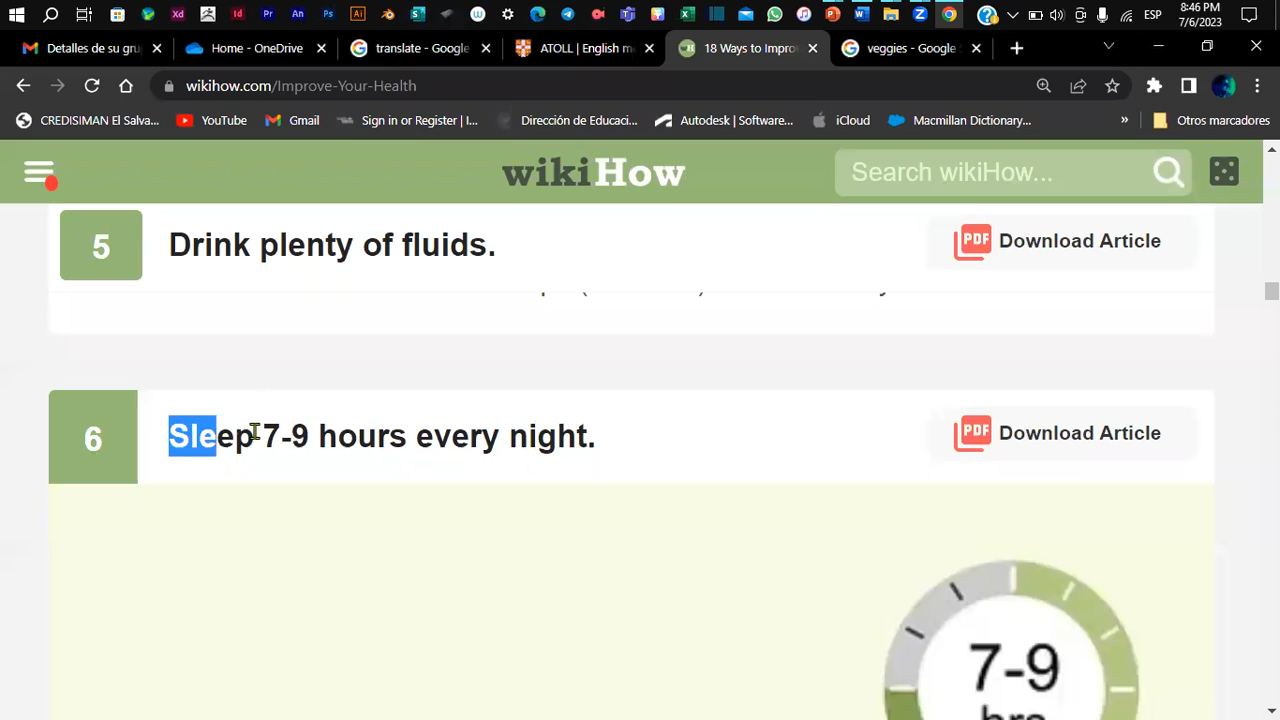 8:46 PM
ESP
7/6/2023
Detalles de su gru
Home - OneDrive
translate - Google
ATOLL | English m
18 Ways to Improv
veggies - Google
wikihow.com/Improve-Your-Health
CREDISIMAN El Salva...
YouTube
Gmail
Sign in or Register | I...
Dirección de Educaci...
Autodesk | Software...
iCloud
Macmillan Dictionary...
»
Otros marcadores
wikiHow
Search wikiHow...
5
Drink plenty of fluids.
PDF
Download Article
6
Sleep 7-9 hours every night.
PDF
Download Article
7-9
hrs